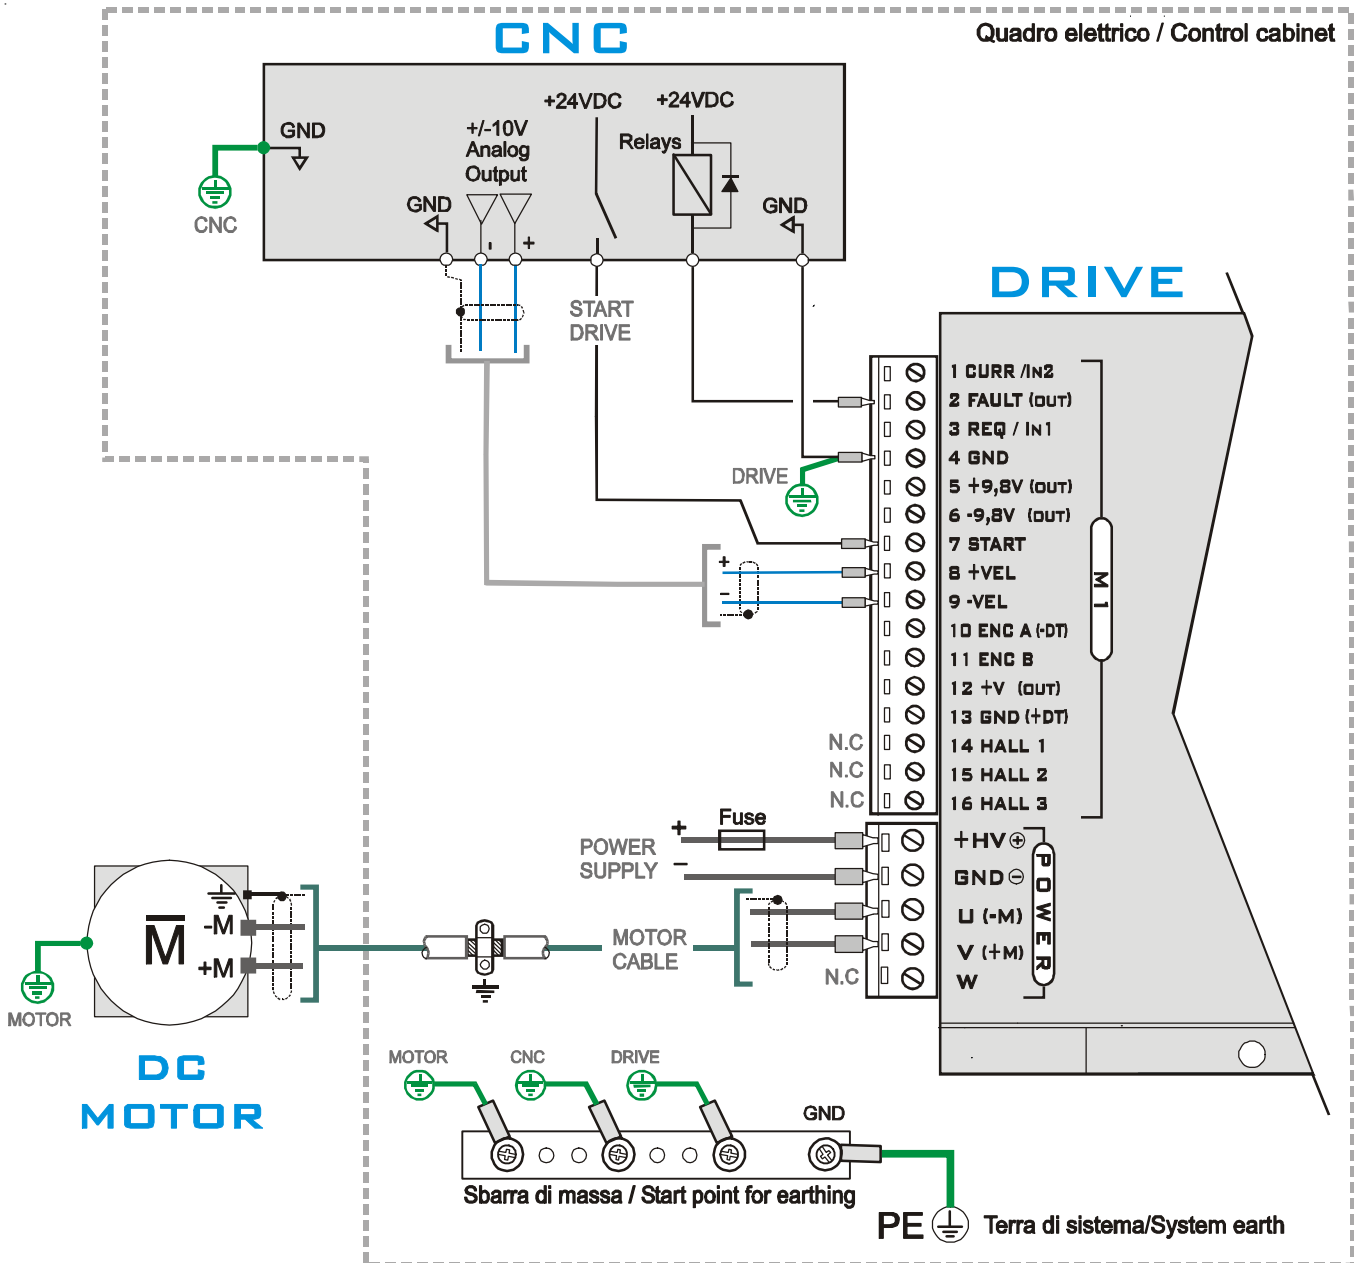 CNC
Quadro elettrico / Control cabinet
+24VDC
+24VDC
GND
+/-10V
Analog
Output
Relays
GND
GND
CNC
- +
START
DRIVE
DRIVE
1 CURR /IN2
2 FAULT (OUT)
3 REQ / IN1
4 GND
5 +9,8V (OUT)
6 -9,8V (OUT)
7 START
8 +VEL
9 -VEL
10 ENC A (-DT)
11 ENC B
12 +V (OUT)
13 GND (+DT)
14 HALL 1
15 HALL 2
16 HALL 3
M 1
DRIVE
+
-
N.C
N.C
N.C
Fuse
+
POWER
SUPPLY
-
+HV +
GND -
U (-M)
V (+M)
W
POWER
N.C
MOTOR
CABLE
M
-M
+M
MOTOR
DC
MOTOR
MOTOR
CNC
DRIVE
GND
Sbarra di massa / Start point for earthing
PE
Terra di sistema/System earth